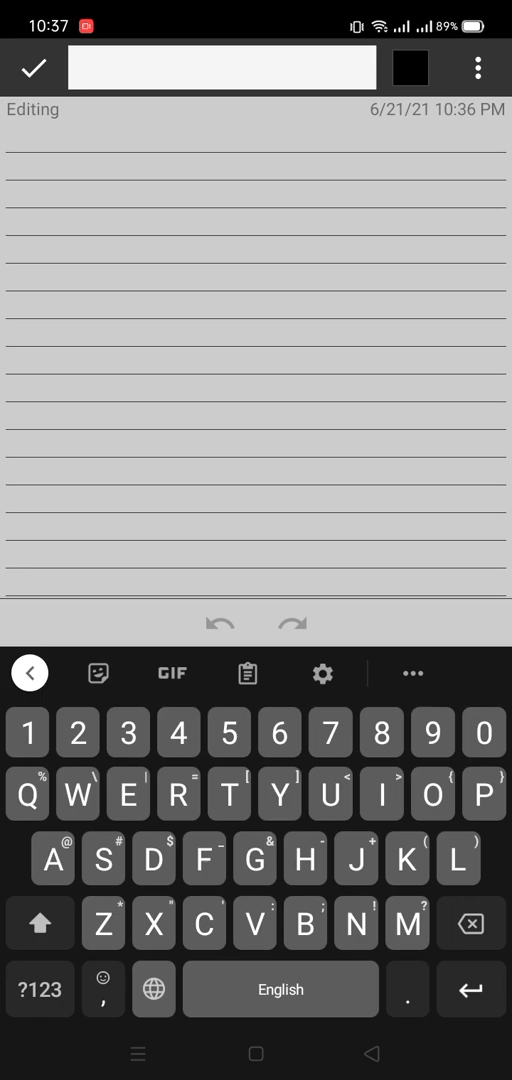 10:37 89%
Editing 6/21/21 10:36 PM
GIF
1 2 3 4 5 6 7 8 9 0
Q% W\ E| R= T[ Y] U< I> O{ P}
A@ S# D$ F_ G& H- J+ K( L)
Z* X" C' V: B; N! M?
?123 , English .